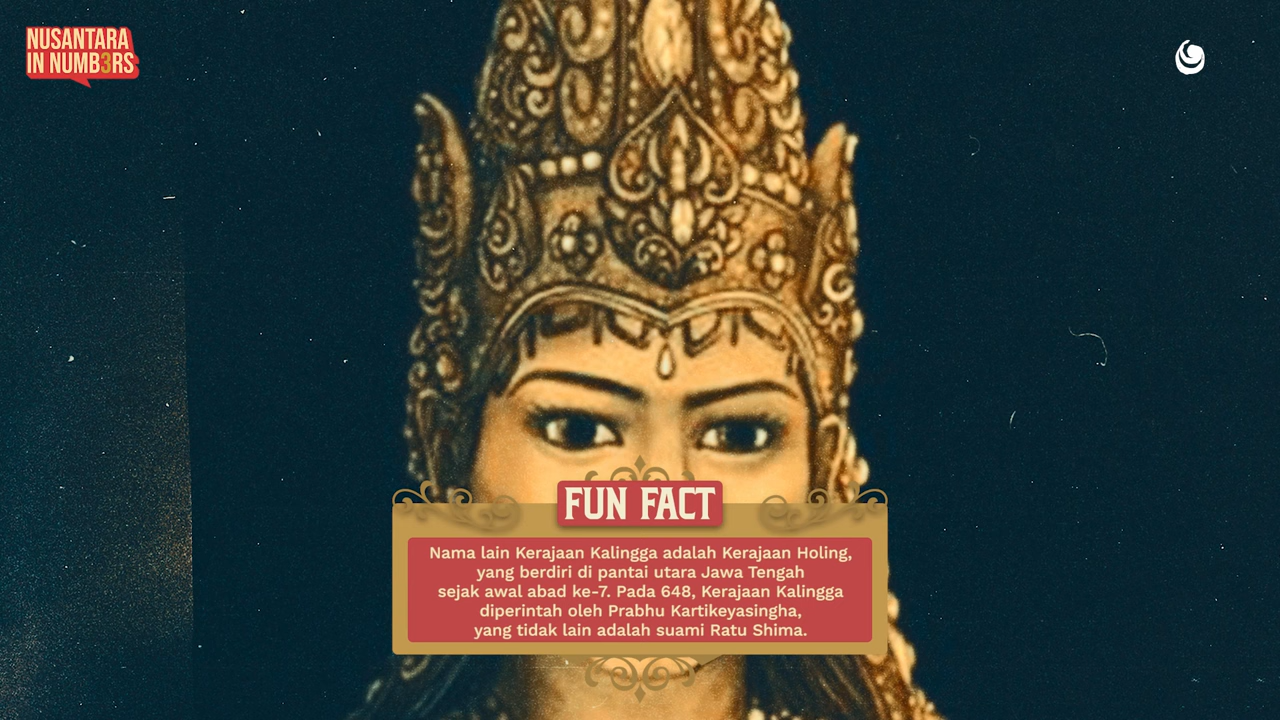 NUSANTARA
IN NUMB3RS
FUN FACT
Nama lain Kerajaan Kalingga adalah Kerajaan Holing,
yang berdiri di pantai utara Jawa Tengah
sejak awal abad ke-7. Pada 648, Kerajaan Kalingga
diperintah oleh Prabhu Kartikeyasingha,
yang tidak lain adalah suami Ratu Shima.